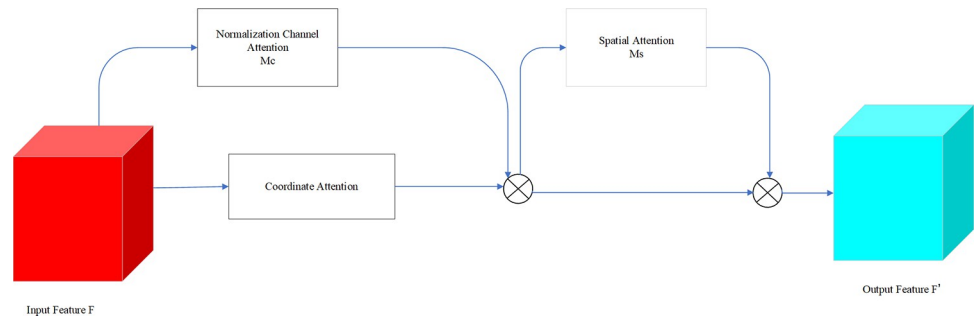 Normalization Channel
Attention
Mc
Spatial Attention
Ms
Coordinate Attention
Input Feature F
Output Feature F'